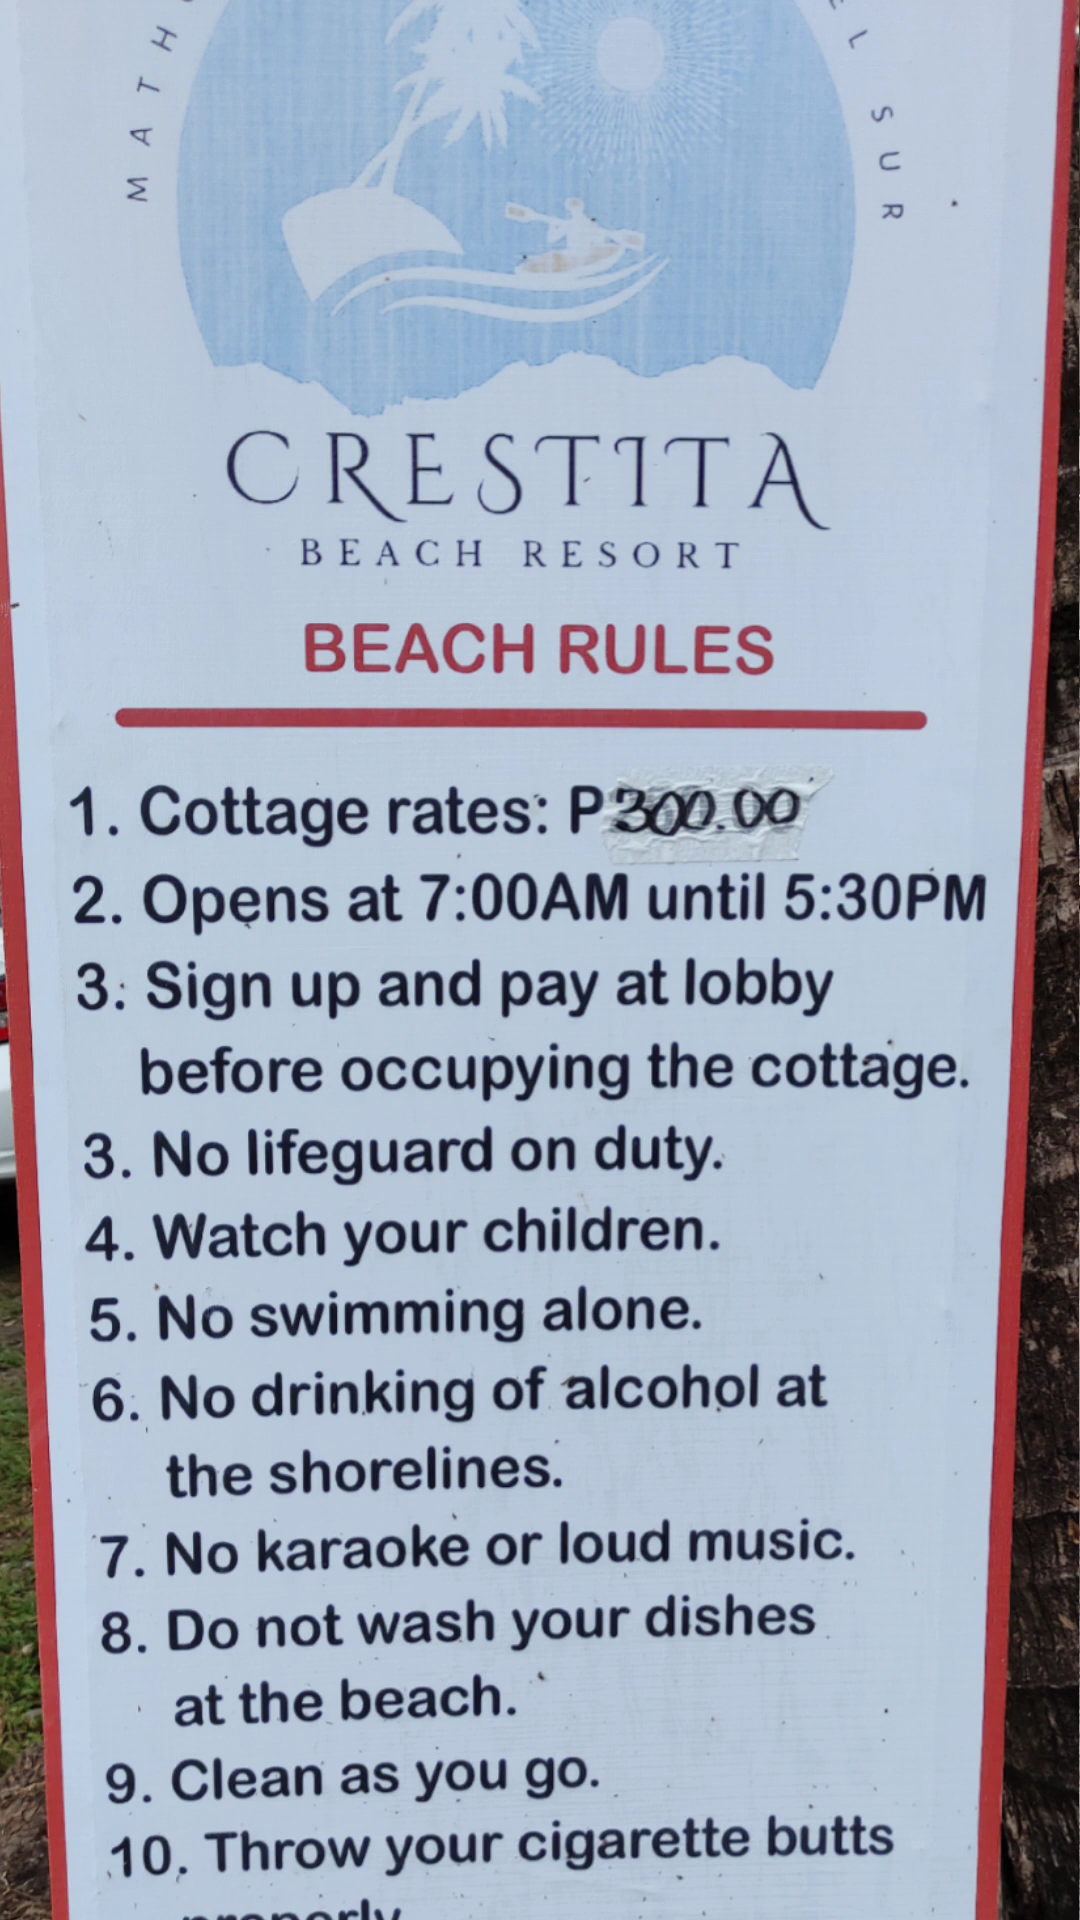 MATH
EL SUR
CRESTITA
BEACH RESORT
BEACH RULES
1. Cottage rates: P300.00
2. Opens at 7:00AM until 5:30PM
3. Sign up and pay at lobby
before occupying the cottage.
3. No lifeguard on duty.
4. Watch your children.
5. No swimming alone.
6. No drinking of alcohol at
the shorelines.
7. No karaoke or loud music.
8. Do not wash your dishes
at the beach.
9. Clean as you go.
10. Throw your cigarette butts
properly